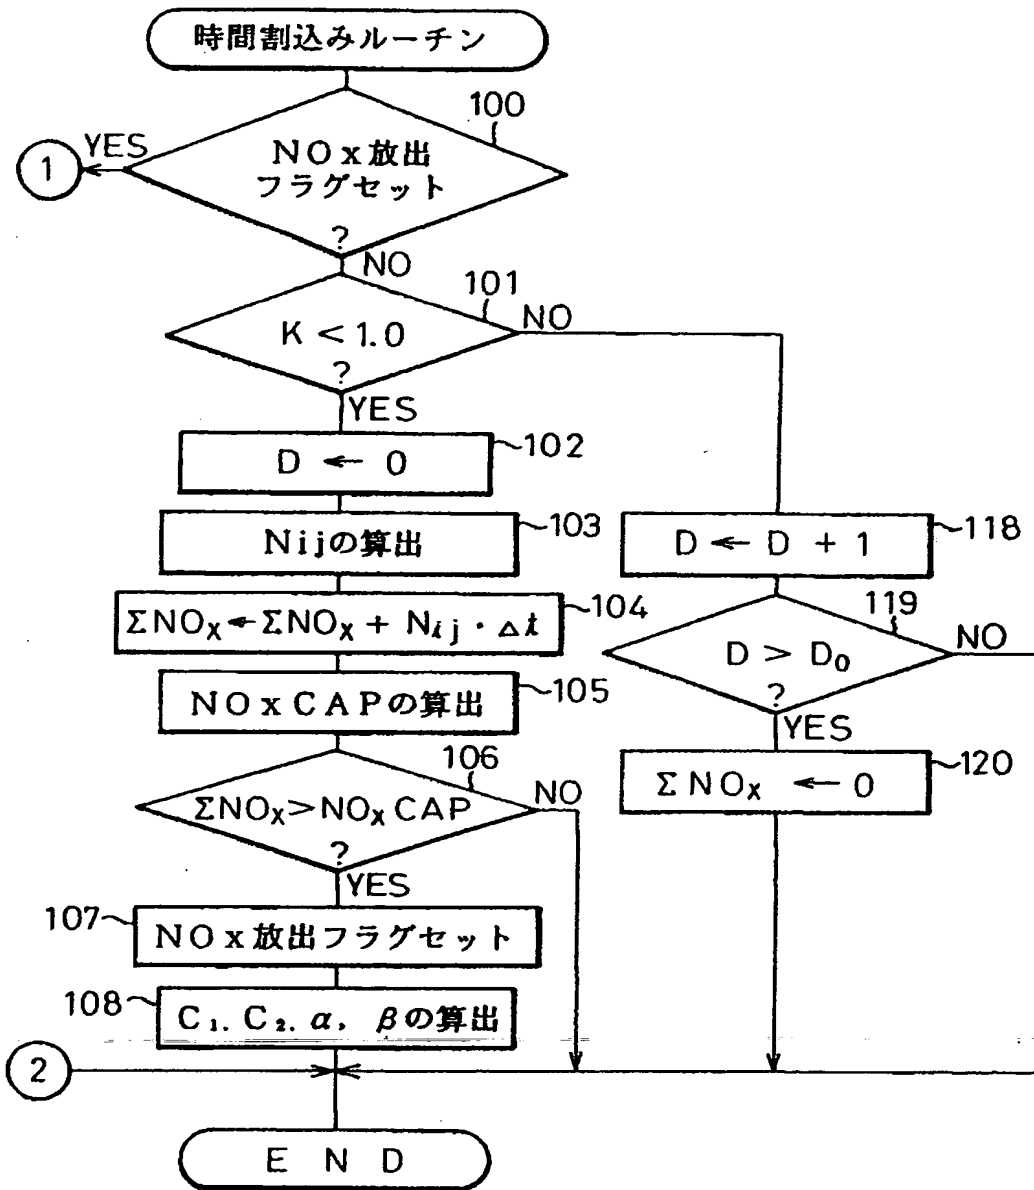 時間割込みルーチン
100
YES
1
NOx放出
フラグセット
?
NO
101
K < 1.0
?
NO
YES
102
D ← 0
103
Nijの算出
118
D ← D + 1
104
ΣNOx ← ΣNOx + Nij · Δt
119
D > D0
?
NO
YES
105
NOxCAPの算出
106
ΣNOx > NOxCAP
?
NO
YES
120
ΣNOx ← 0
107
NOx放出フラグセット
108
C1. C2. α, βの算出
2
END